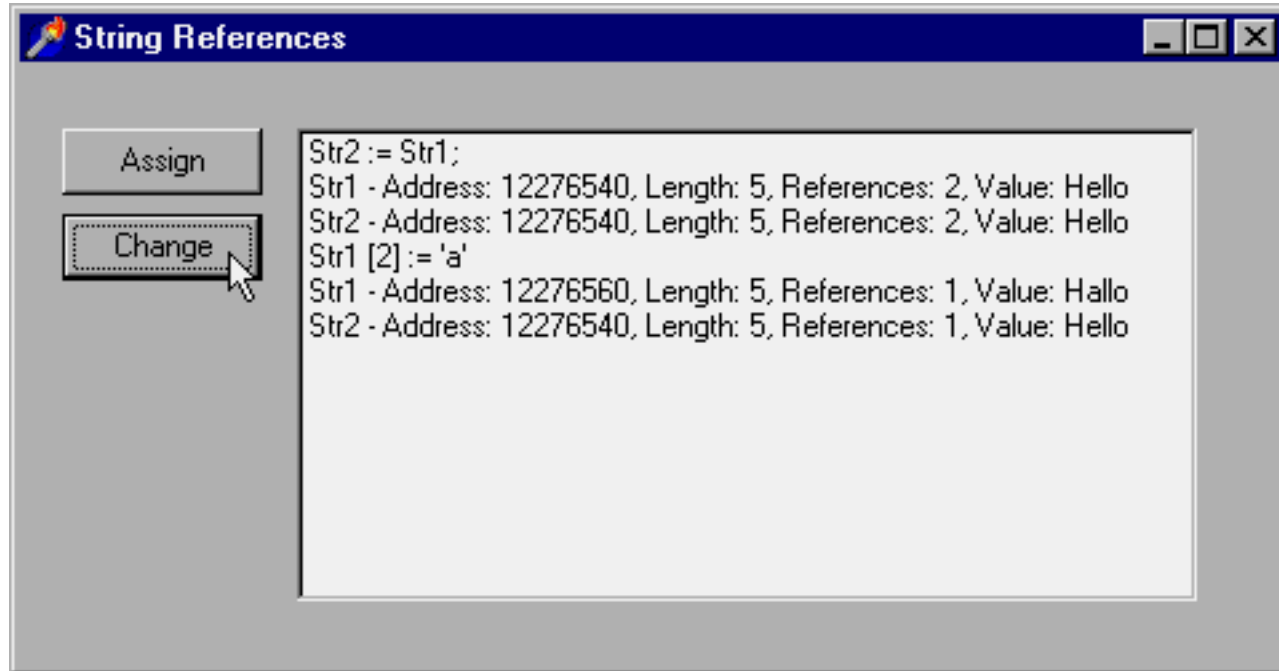 String References
Assign
Change
Str2 := Str1;
Str1 - Address: 12276540, Length: 5, References: 2, Value: Hello
Str2 - Address: 12276540, Length: 5, References: 2, Value: Hello
Str1 [2] := 'a'
Str1 - Address: 12276560, Length: 5, References: 1, Value: Hallo
Str2 - Address: 12276540, Length: 5, References: 1, Value: Hello